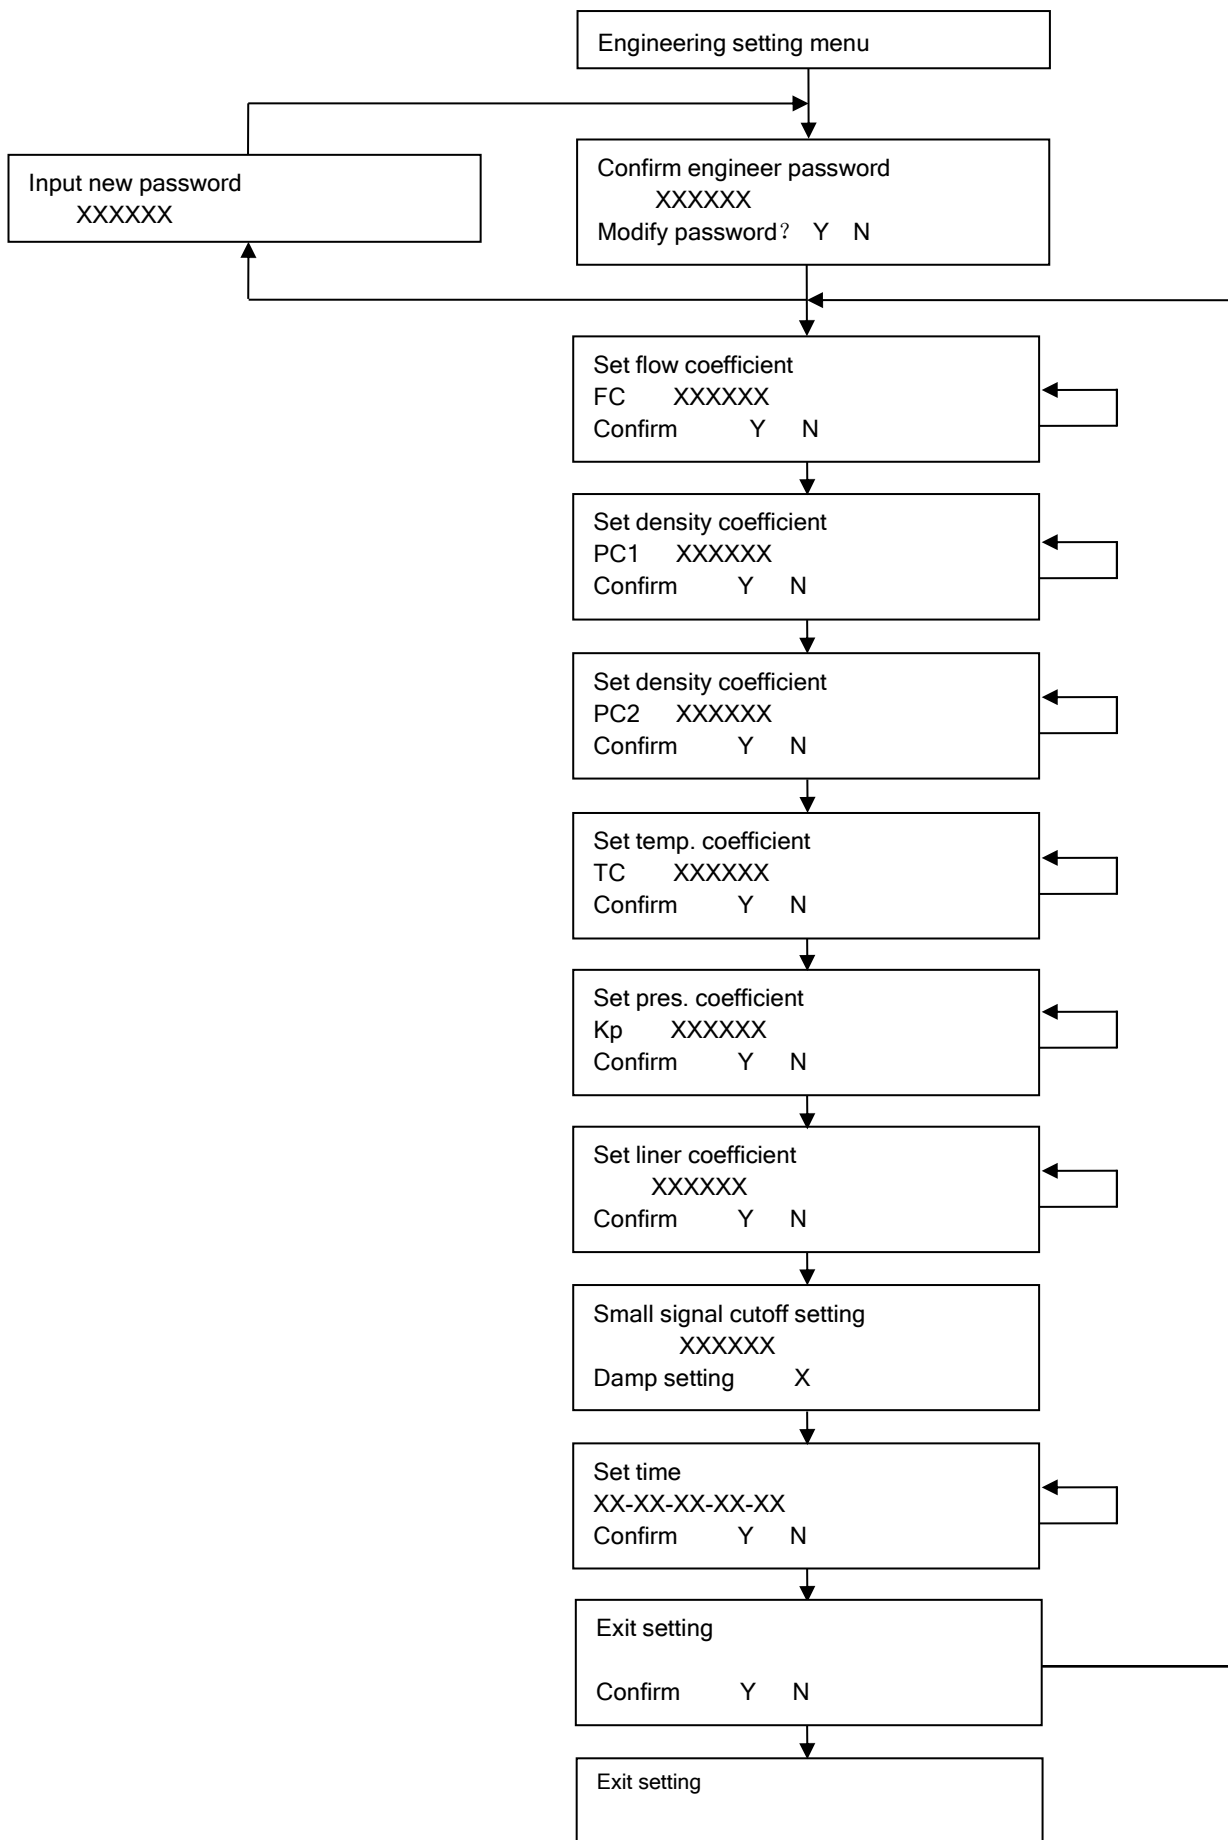 Engineering setting menu
Input new password
XXXXXX
Confirm engineer password
XXXXXX
Modify password？ Y N
Set flow coefficient
FC XXXXXX
Confirm Y N
Set density coefficient
PC1 XXXXXX
Confirm Y N
Set density coefficient
PC2 XXXXXX
Confirm Y N
Set temp. coefficient
TC XXXXXX
Confirm Y N
Set pres. coefficient
Kp XXXXXX
Confirm Y N
Set liner coefficient
XXXXXX
Confirm Y N
Small signal cutoff setting
XXXXXX
Damp setting X
Set time
XX-XX-XX-XX-XX
Confirm Y N
Exit setting
Confirm Y N
Exit setting